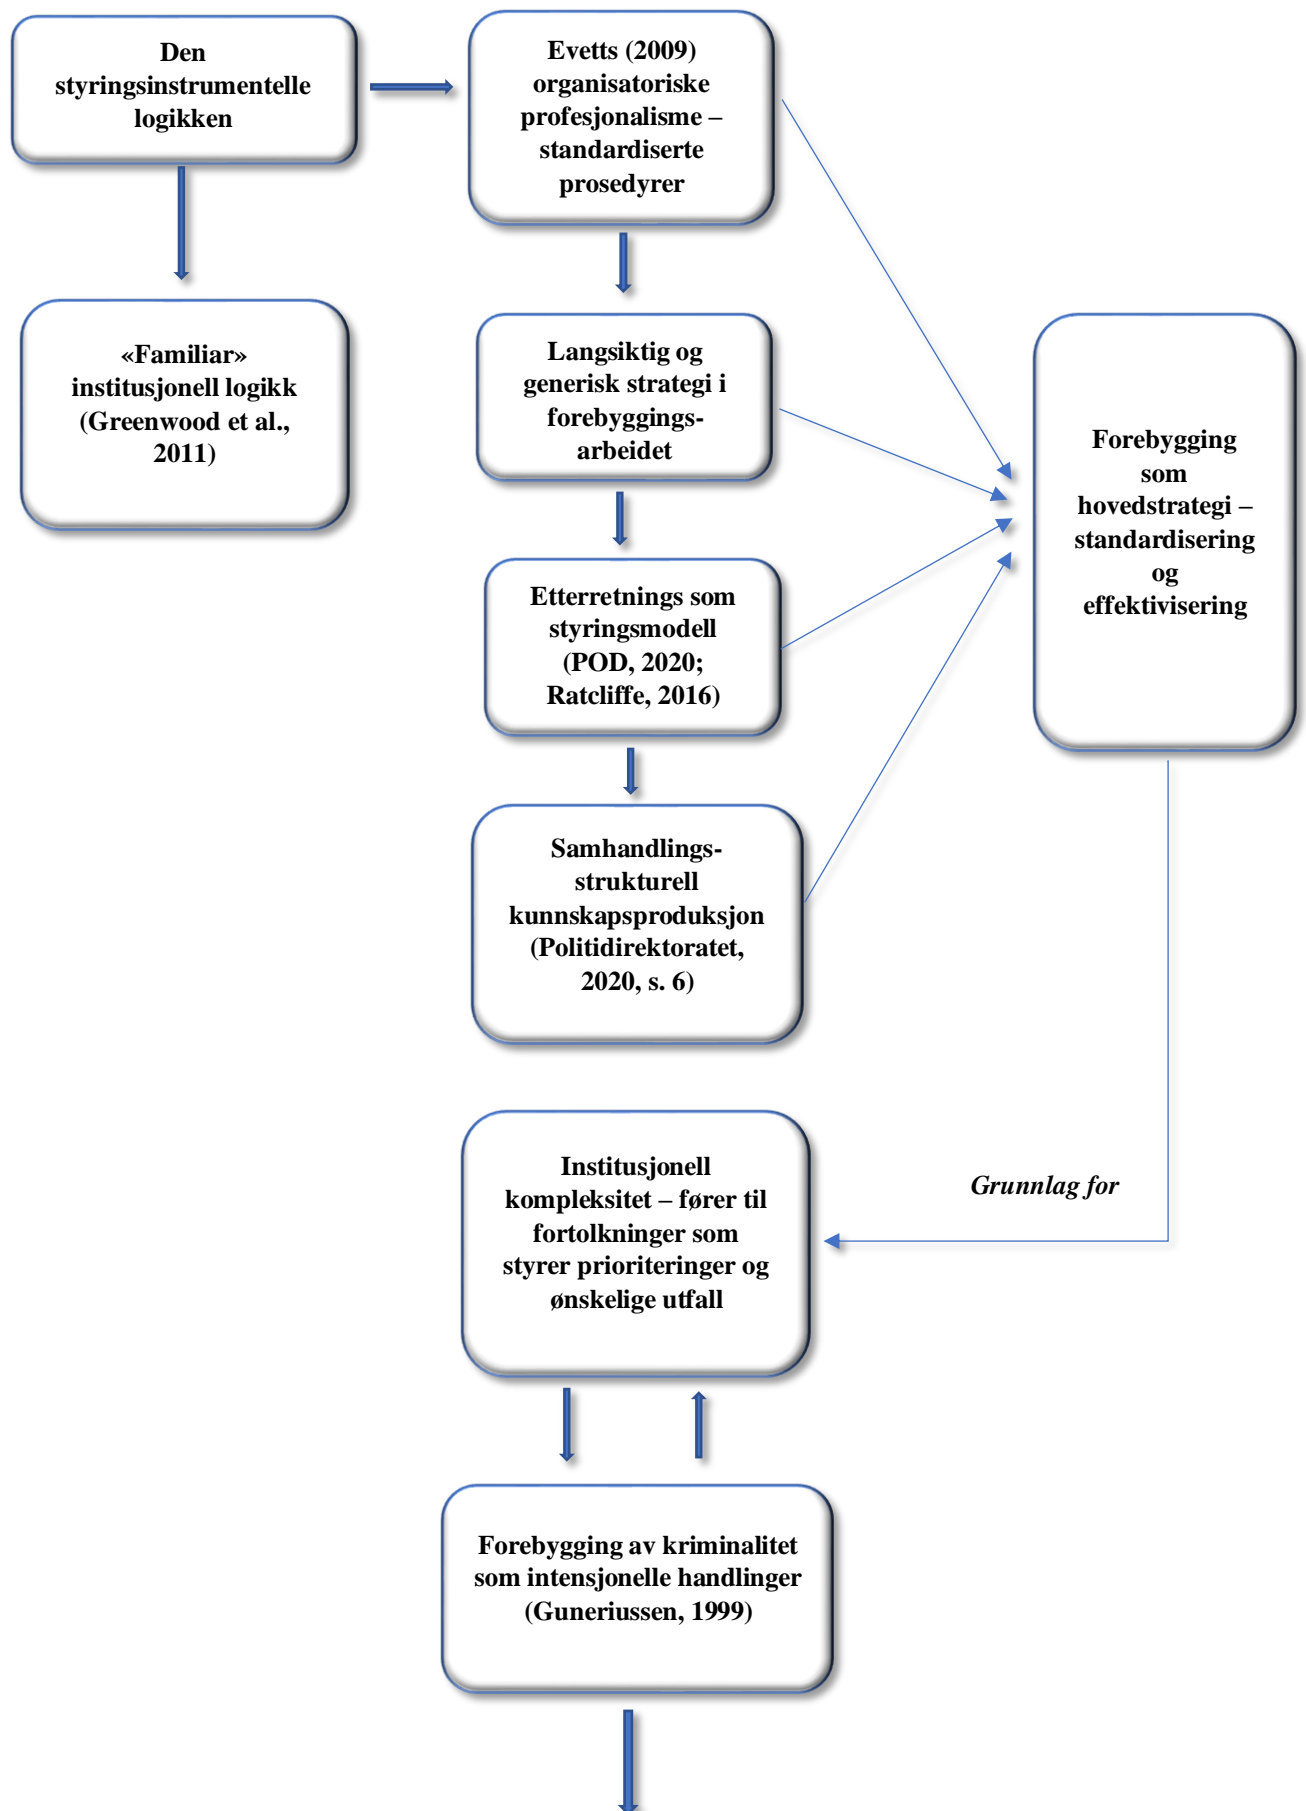 Den
styringsinstrumentelle
logikken
Evetts (2009)
organisatoriske
profesjonalisme –
standardiserte
prosedyrer
«Familiar»
institusjonell logikk
(Greenwood et al.,
2011)
Langsiktig og
generisk strategi i
forebyggings-
arbeidet
Forebygging
som
hovedstrategi –
standardisering
og
effektivisering
Etterretnings som
styringsmodell
(POD, 2020;
Ratcliffe, 2016)
Samhandlings-
strukturell
kunnskapsproduksjon
(Politidirektoratet,
2020, s. 6)
Institusjonell
kompleksitet – fører til
fortolkninger som
styrer prioriteringer og
ønskelige utfall
Grunnlag for
Forebygging av kriminalitet
som intensjonelle handlinger
(Guneriussen, 1999)